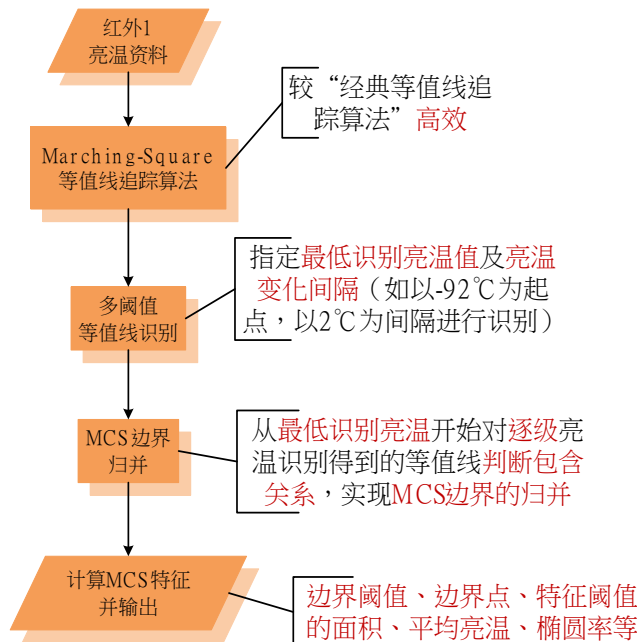 红外1
亮温资料
较“经典等值线追
踪算法”高效
Marching-Square
等值线追踪算法
指定最低识别亮温值及亮温
变化间隔（如以-92℃为起
点，以2℃为间隔进行识别）
多阈值
等值线识别
MCS边界
归并
从最低识别亮温开始对逐级亮
温识别得到的等值线判断包含
关系，实现MCS边界的归并
计算MCS特征
并输出
边界阈值、边界点、特征阈值
的面积、平均亮温、椭圆率等